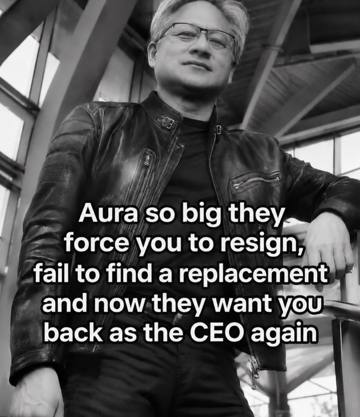 Aura so big they
force you to resign,
fail to find a replacement
and now they want you
back as the CEO again